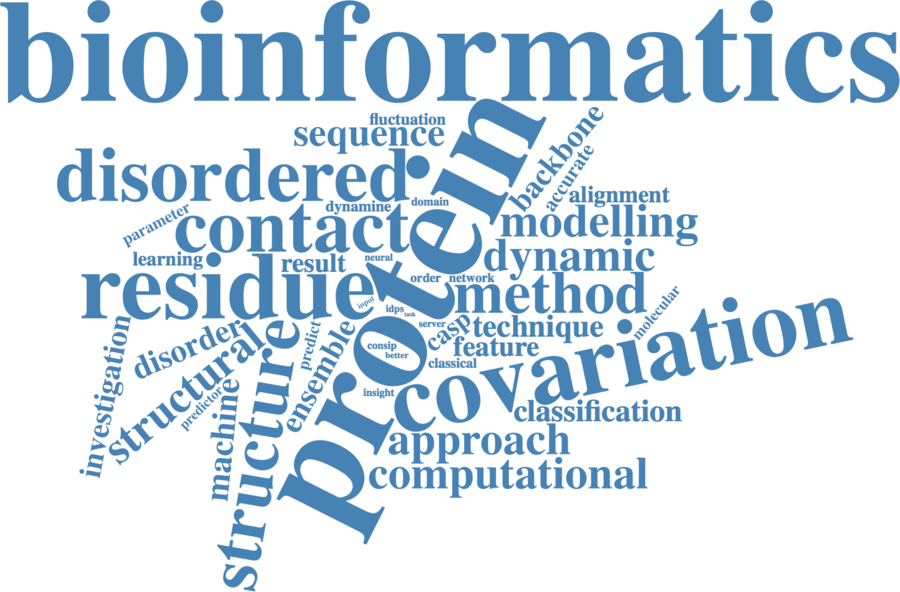 bioinformatics
fluctuation
sequence
protein
backbone
accurate
disordered
alignment
domain
dynamine
contact
modelling
parameter
learning
result
neural
dynamic
residue
order
network
method
input
idps
task
molecular
server
casp
technique
covariation
investigation
disorder
structural
predictor
predict
ensemble
consip
better
feature
classical
structure
machine
insight
classification
approach
computational